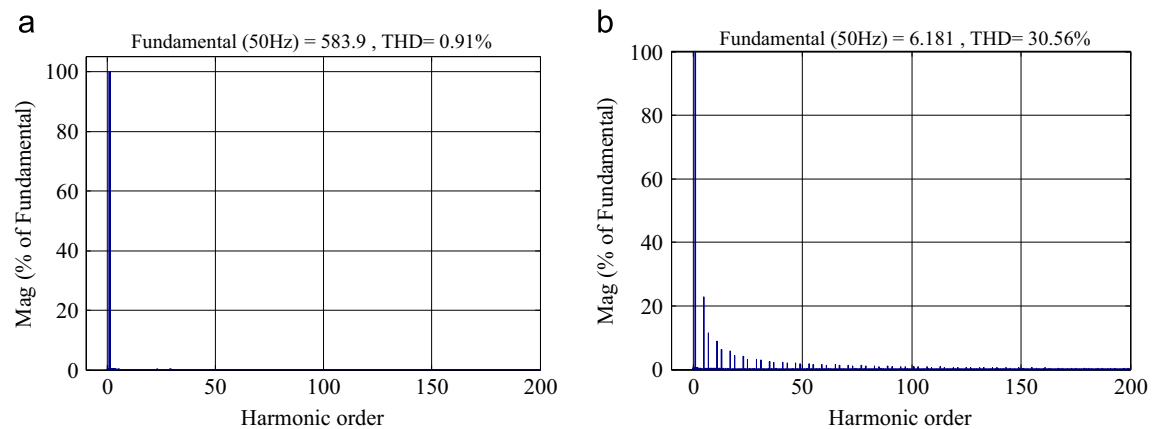 a
Fundamental (50Hz) = 583.9 , THD= 0.91%
Mag (% of Fundamental)
100
80
60
40
20
0
0 50 100 150 200
Harmonic order
b
Fundamental (50Hz) = 6.181 , THD= 30.56%
Mag (% of Fundamental)
100
80
60
40
20
0
0 50 100 150 200
Harmonic order